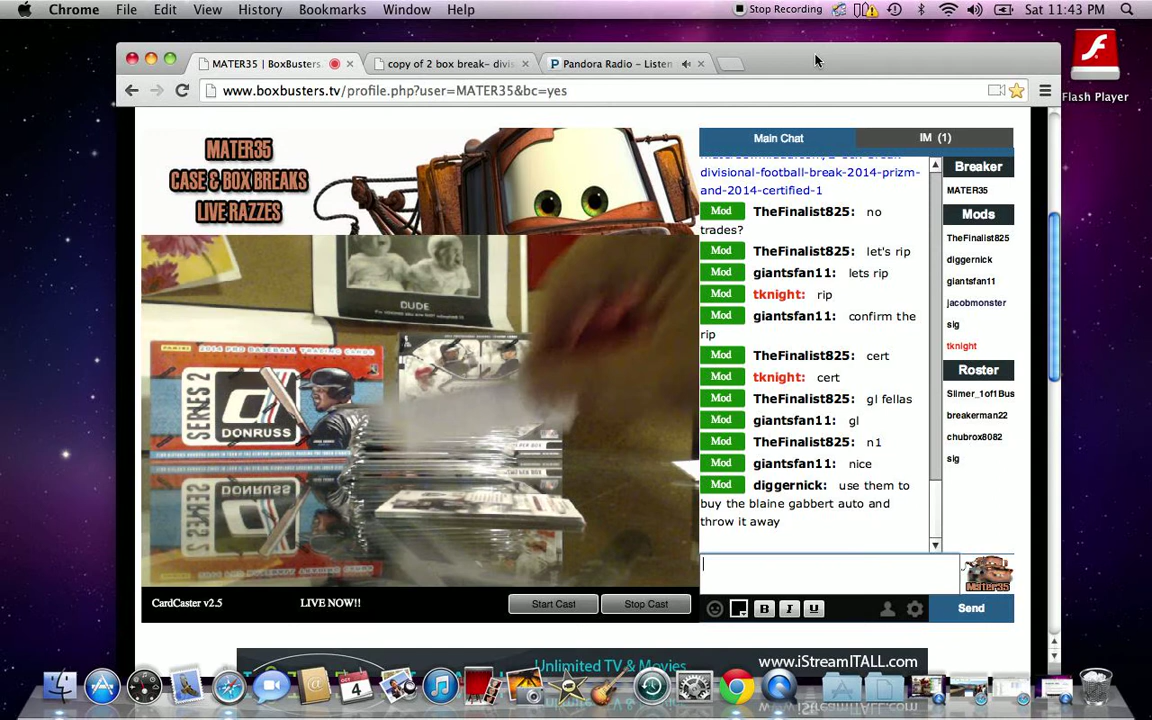 Chrome File Edit View History Bookmarks Window Help
Stop Recording Sat 11:43 PM
MATER35 | BoxBusters.
copy of 2 box break- divis
Pandora Radio - Listen
www.boxbusters.tv/profile.php?user=MATER35&bc=yes
Flash Player
MATER35
CASE & BOX BREAKS
LIVE RAZZES
DUDE
SERIES 2
DONRUSS
CardCaster v2.5
LIVE NOW!!
Start Cast
Stop Cast
Main Chat
IM (1)
divisional-football-break-2014-prizm-
and-2014-certified-1
Mod TheFinalist825: no
trades?
Mod TheFinalist825: let's rip
Mod giantsfan11: lets rip
Mod tknight: rip
Mod giantsfan11: confirm the
rip
Mod TheFinalist825: cert
Mod tknight: cert
Mod TheFinalist825: gl fellas
Mod giantsfan11: gl
Mod TheFinalist825: n1
Mod giantsfan11: nice
Mod diggernick: use them to
buy the blaine gabbert auto and
throw it away
Mater35
B I U
Send
Breaker
MATER35
Mods
TheFinalist825
diggernick
giantsfan11
jacobmonster
sig
tknight
Roster
Slimer_1of1Bus
breakerman22
chubrox8082
sig
Unlimited TV & Movies
www.iStreamITALL.com
OCT
4